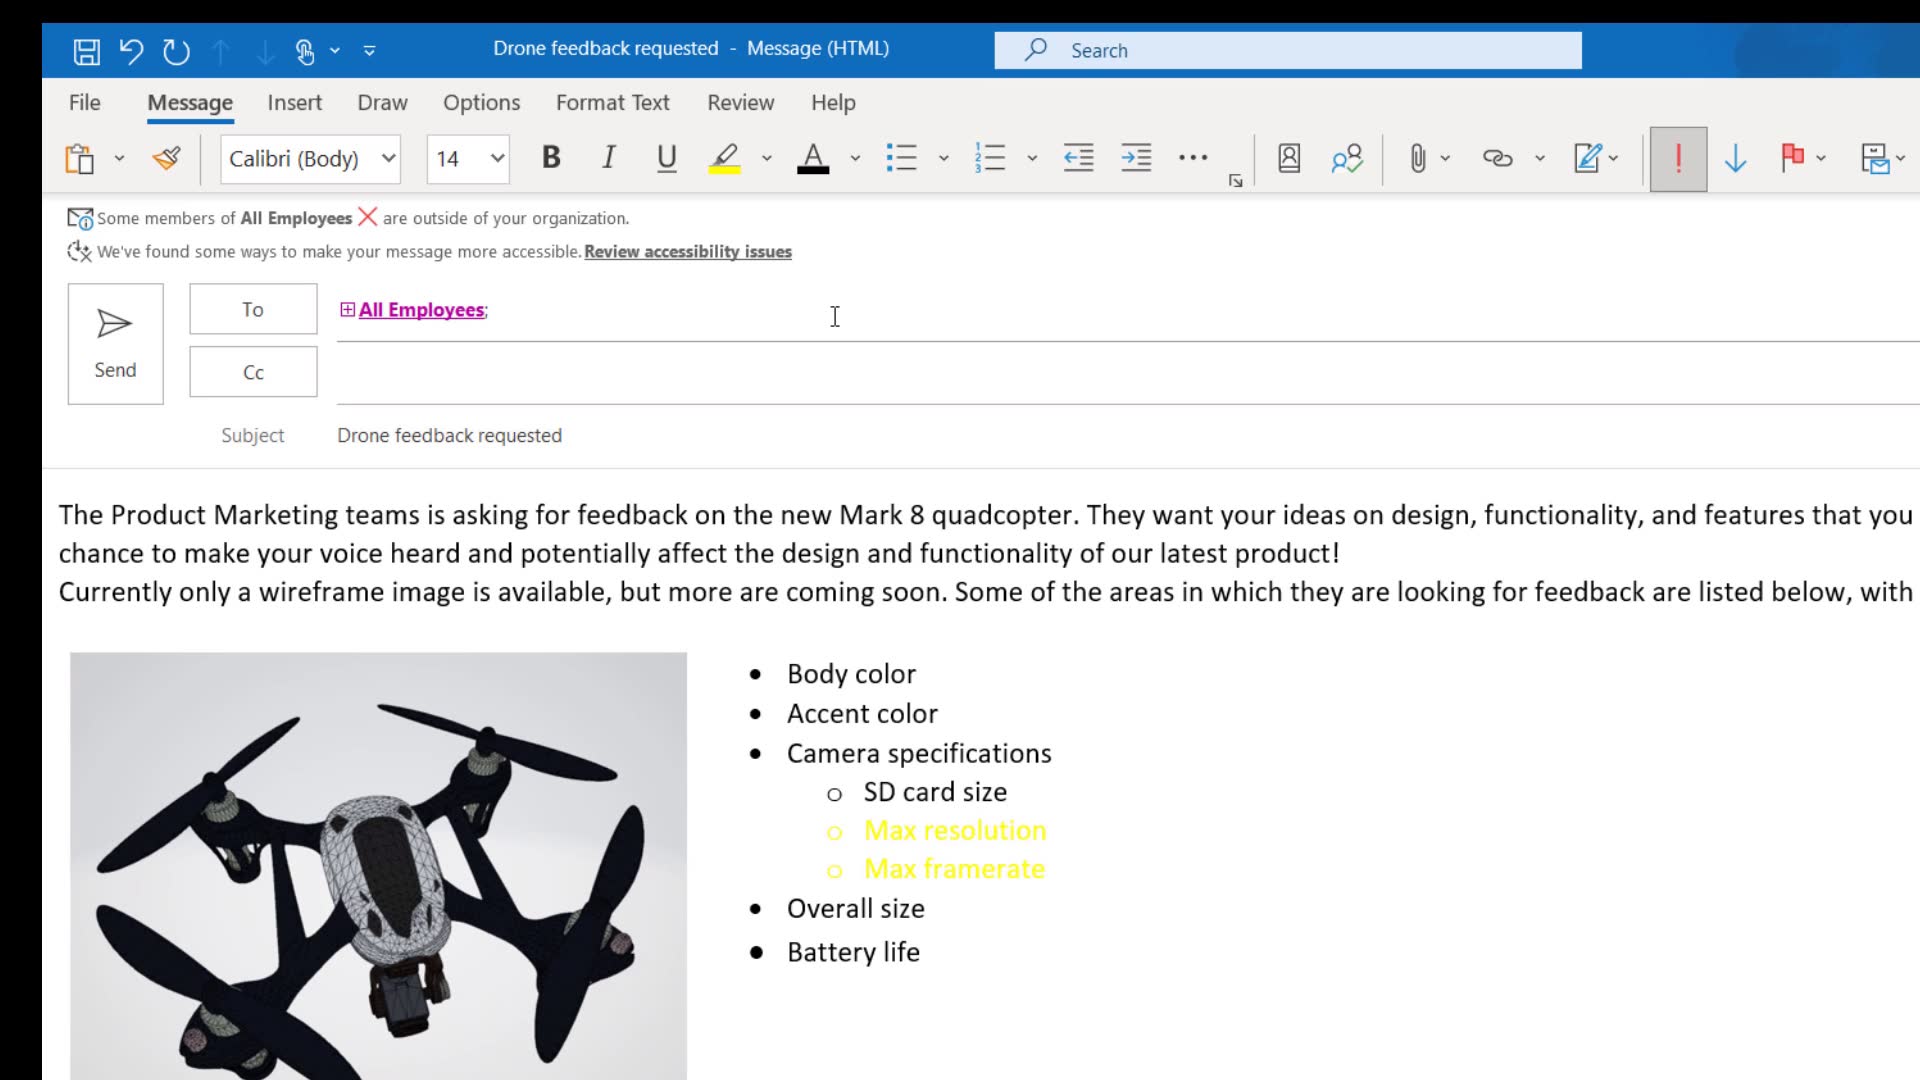 Drone feedback requested - Message (HTML)
Search
File Message Insert Draw Options Format Text Review Help
Calibri (Body) 14 B I U A
Some members of All Employees are outside of your organization.
We've found some ways to make your message more accessible. Review accessibility issues
Send
To
All Employees;
Cc
Subject
Drone feedback requested
The Product Marketing teams is asking for feedback on the new Mark 8 quadcopter. They want your ideas on design, functionality, and features that you
chance to make your voice heard and potentially affect the design and functionality of our latest product!
Currently only a wireframe image is available, but more are coming soon. Some of the areas in which they are looking for feedback are listed below, with
• Body color
• Accent color
• Camera specifications
o SD card size
o Max resolution
o Max framerate
• Overall size
• Battery life